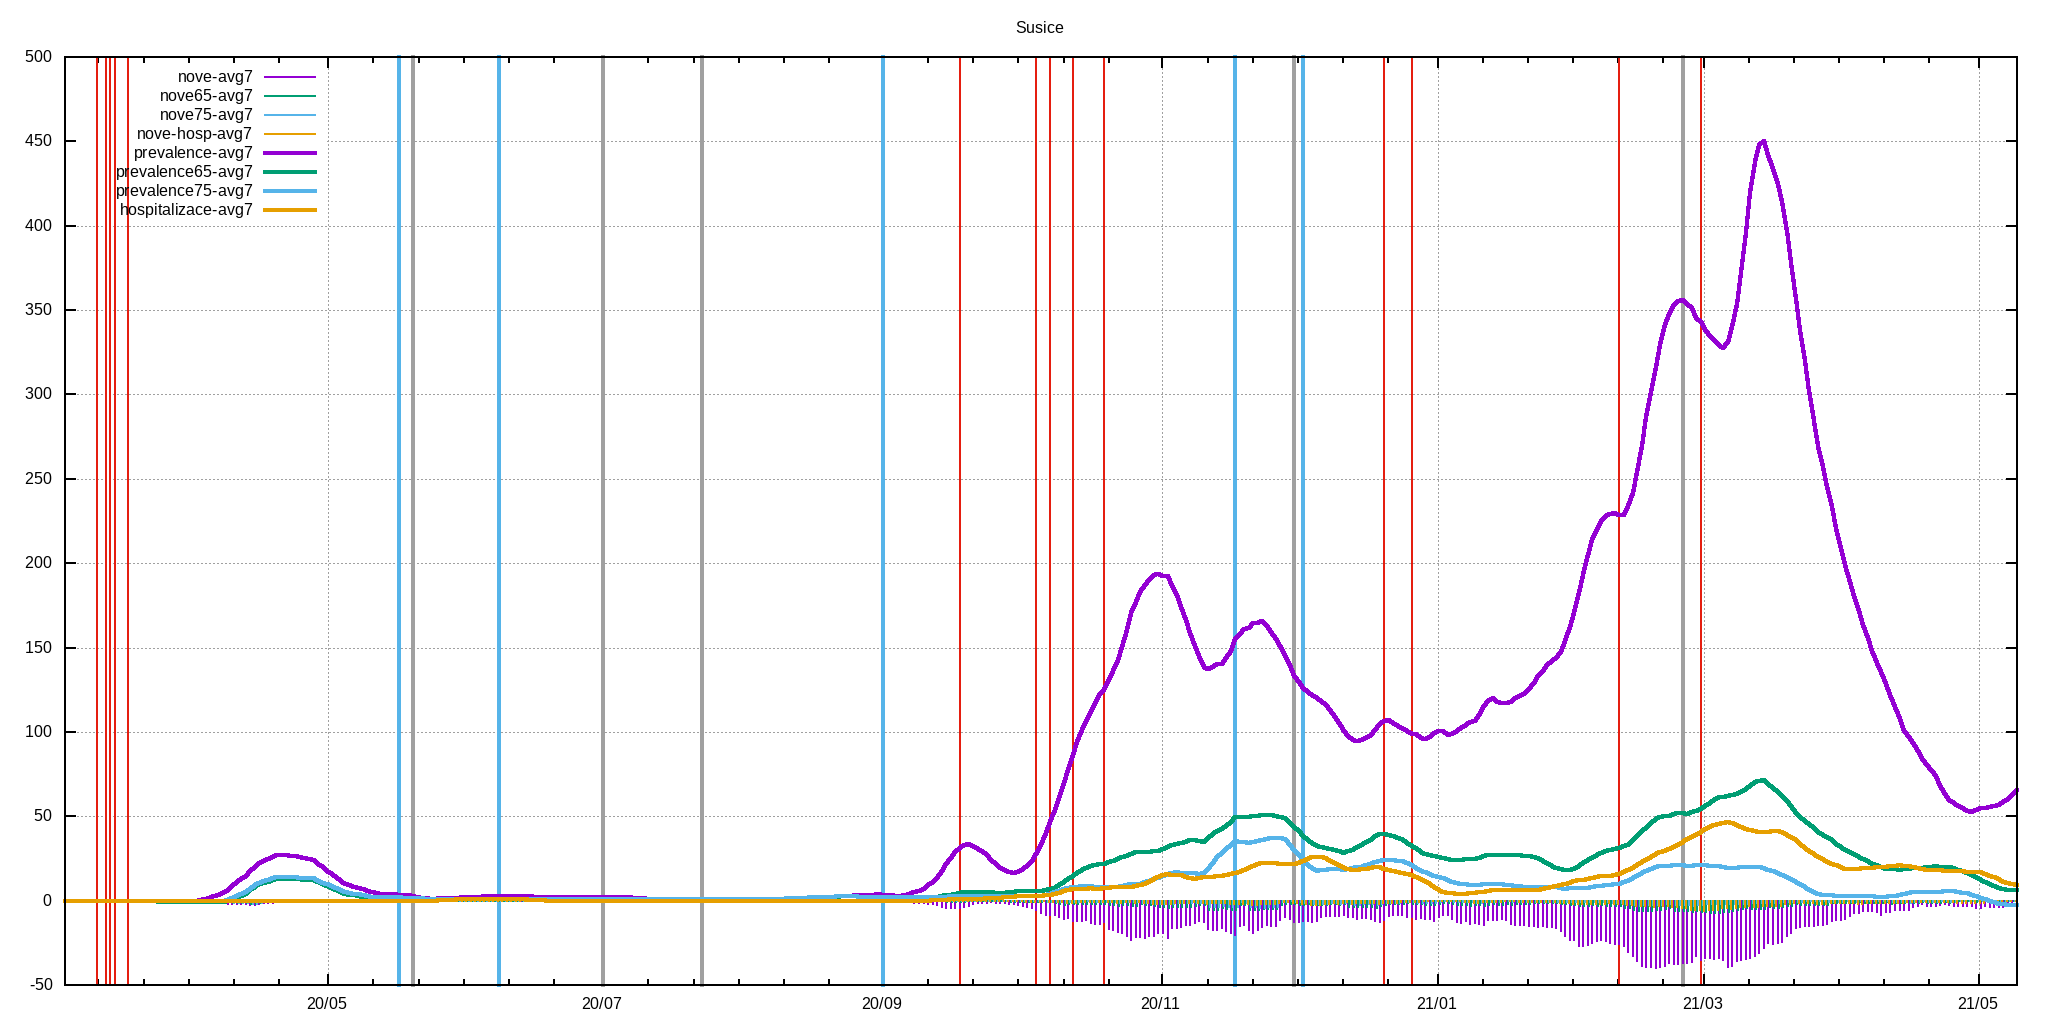 Susice
500
450
400
350
300
250
200
150
100
50
0
-50
nove-avg7
nove65-avg7
nove75-avg7
nove-hosp-avg7
prevalence-avg7
prevalence65-avg7
prevalence75-avg7
hospitalizace-avg7
20/05 20/07 20/09 20/11 21/01 21/03 21/05